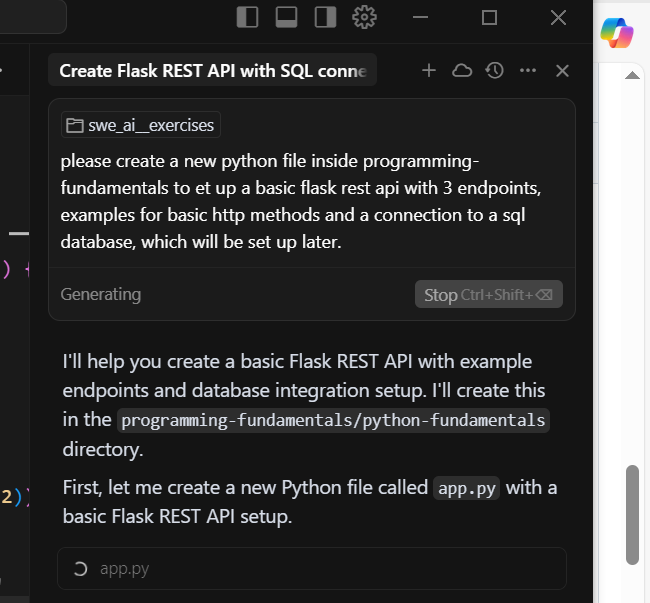 Create Flask REST API with SQL conne
swe_ai__exercises
please create a new python file inside programming-
fundamentals to et up a basic flask rest api with 3 endpoints,
examples for basic http methods and a connection to a sql
database, which will be set up later.
Generating
Stop Ctrl+Shift+⌫
I'll help you create a basic Flask REST API with example
endpoints and database integration setup. I'll create this
in the programming-fundamentals/python-fundamentals
directory.
First, let me create a new Python file called app.py with a
2))
basic Flask REST API setup.
app.py